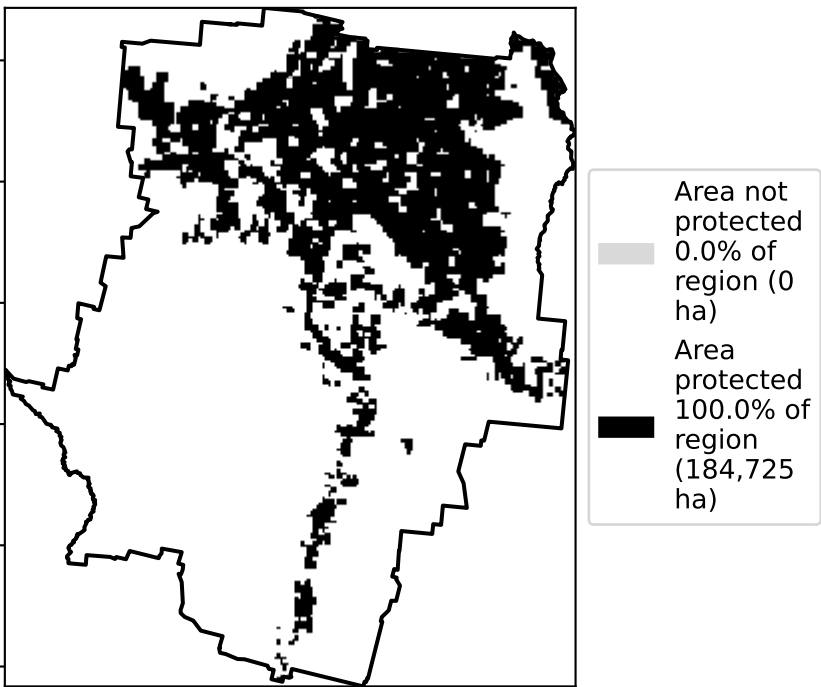 Area not
protected
0.0% of
region (0
ha)
Area
protected
100.0% of
region
(184,725
ha)